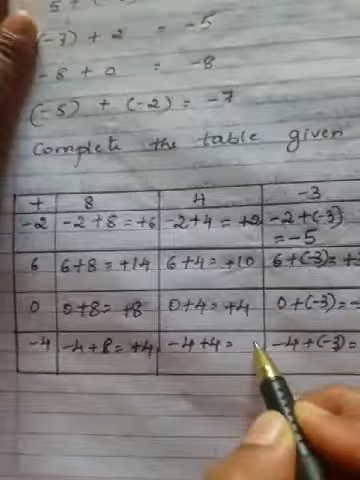 5 + (
(-7) + 2 = -5
-8 + 0 = -8
(-5) + (-2) = -7
Complete the table given
+ 8 4 -3
-2 -2+8=+6 -2+4=+2 -2+(-3)
=-5
6 6+8=+14 6+4=+10 6+(-3)=+
0 0+8=+8 0+4=+4 0+(-3)=-
-4 -4+8=+4 -4+4= -4+(-3)=